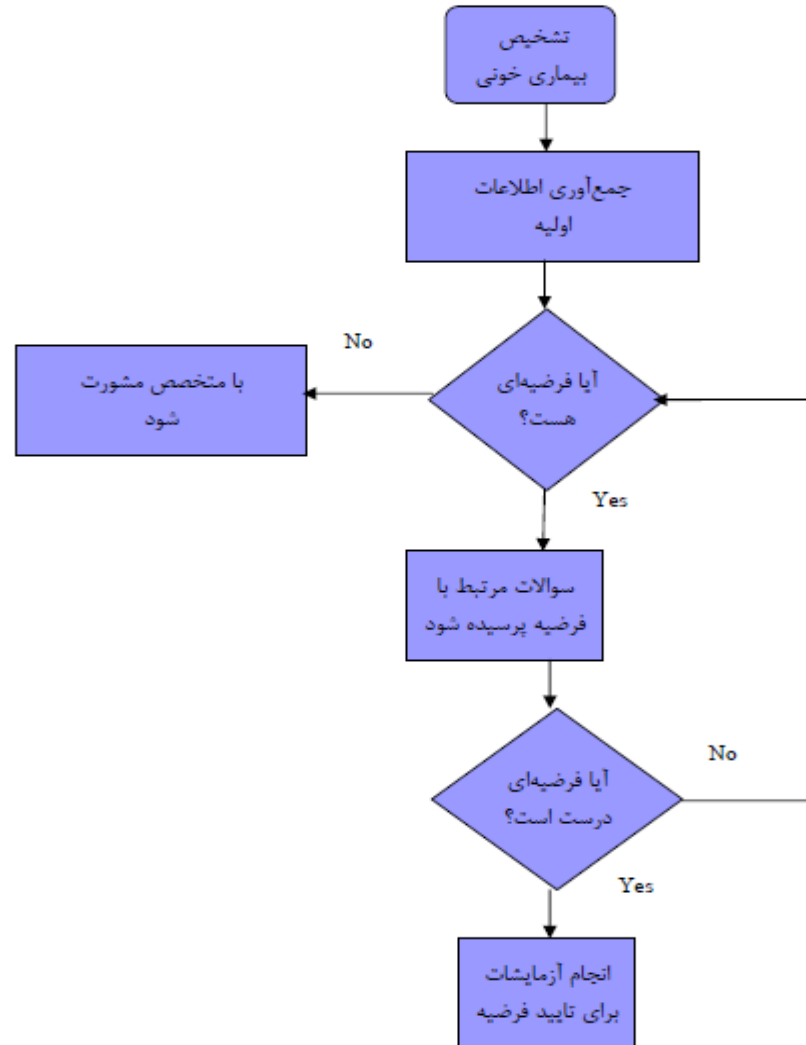 تشخیص
بیماری خونی
جمع‌آوری اطلاعات
اولیه
No
آیا فرضیه‌ای
هست؟
با متخصص مشورت
شود
Yes
سوالات مرتبط با
فرضیه پرسیده شود
آیا فرضیه‌ای
درست است؟
No
Yes
انجام آزمایشات
برای تایید فرضیه